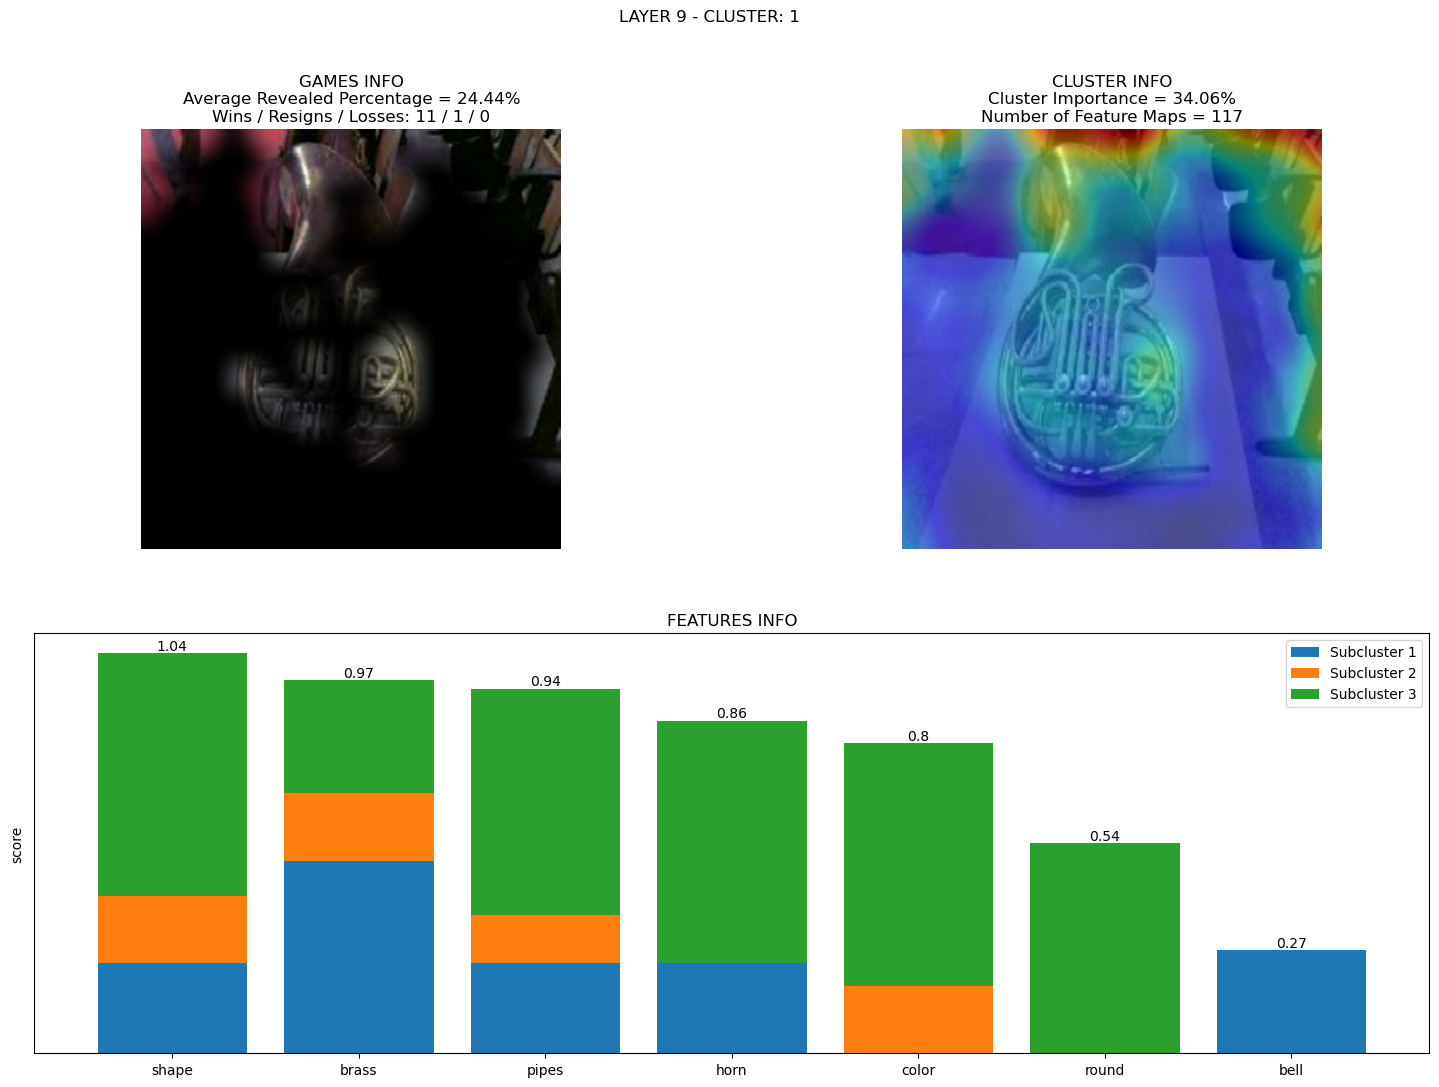 LAYER 9 - CLUSTER: 1
GAMES INFO
Average Revealed Percentage = 24.44%
Wins / Resigns / Losses: 11 / 1 / 0
CLUSTER INFO
Cluster Importance = 34.06%
Number of Feature Maps = 117
FEATURES INFO
score
1.04
0.97
0.94
0.86
0.8
0.54
0.27
Subcluster 1
Subcluster 2
Subcluster 3
shape
brass
pipes
horn
color
round
bell